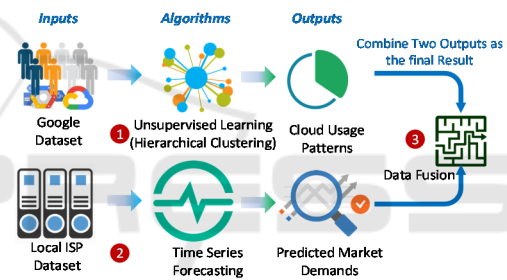 Inputs
Algorithms
Outputs
Combine Two Outputs as
the final Result
Google
Dataset
1
Unsupervised Learning
(Hierarchical Clustering)
Cloud Usage
Patterns
3
Data Fusion
Local ISP
Dataset
2
Time Series
Forecasting
Predicted Market
Demands